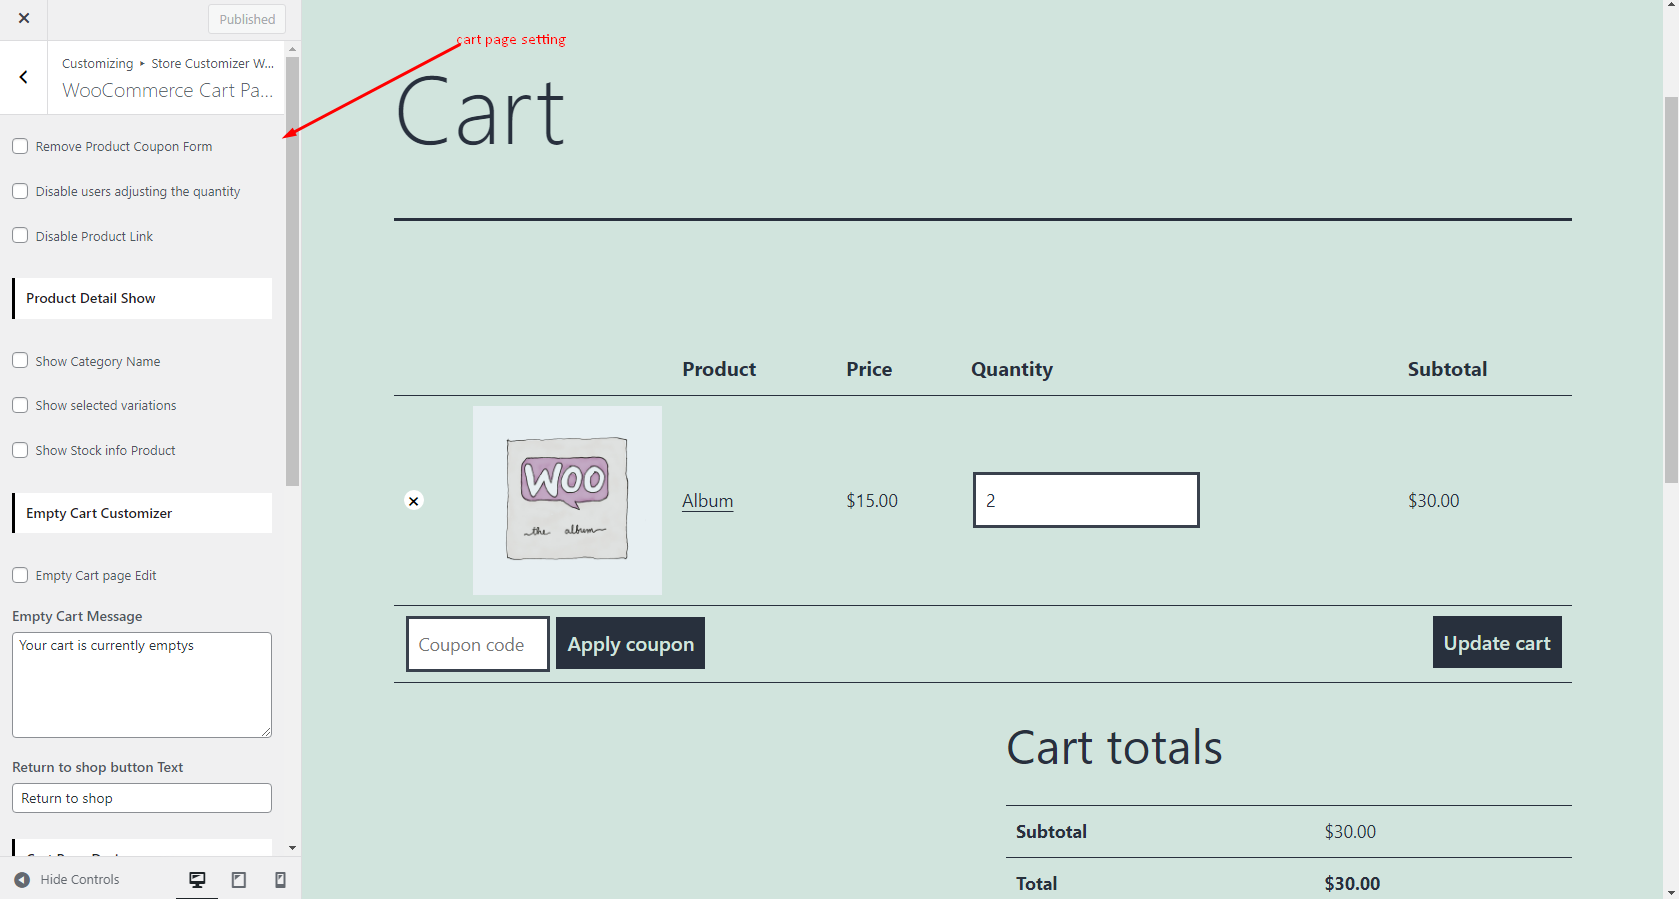 Published
Customizing ▸ Store Customizer W...
WooCommerce Cart Pa...
Remove Product Coupon Form
Disable users adjusting the quantity
Disable Product Link
Product Detail Show
Show Category Name
Show selected variations
Show Stock info Product
Empty Cart Customizer
Empty Cart page Edit
Empty Cart Message
Your cart is currently emptys
Return to shop button Text
Return to shop
Hide Controls
cart page setting
Cart
Product Price Quantity Subtotal
WOO
the album
Album $15.00 2 $30.00
Coupon code Apply coupon Update cart
Cart totals
Subtotal $30.00
Total $30.00